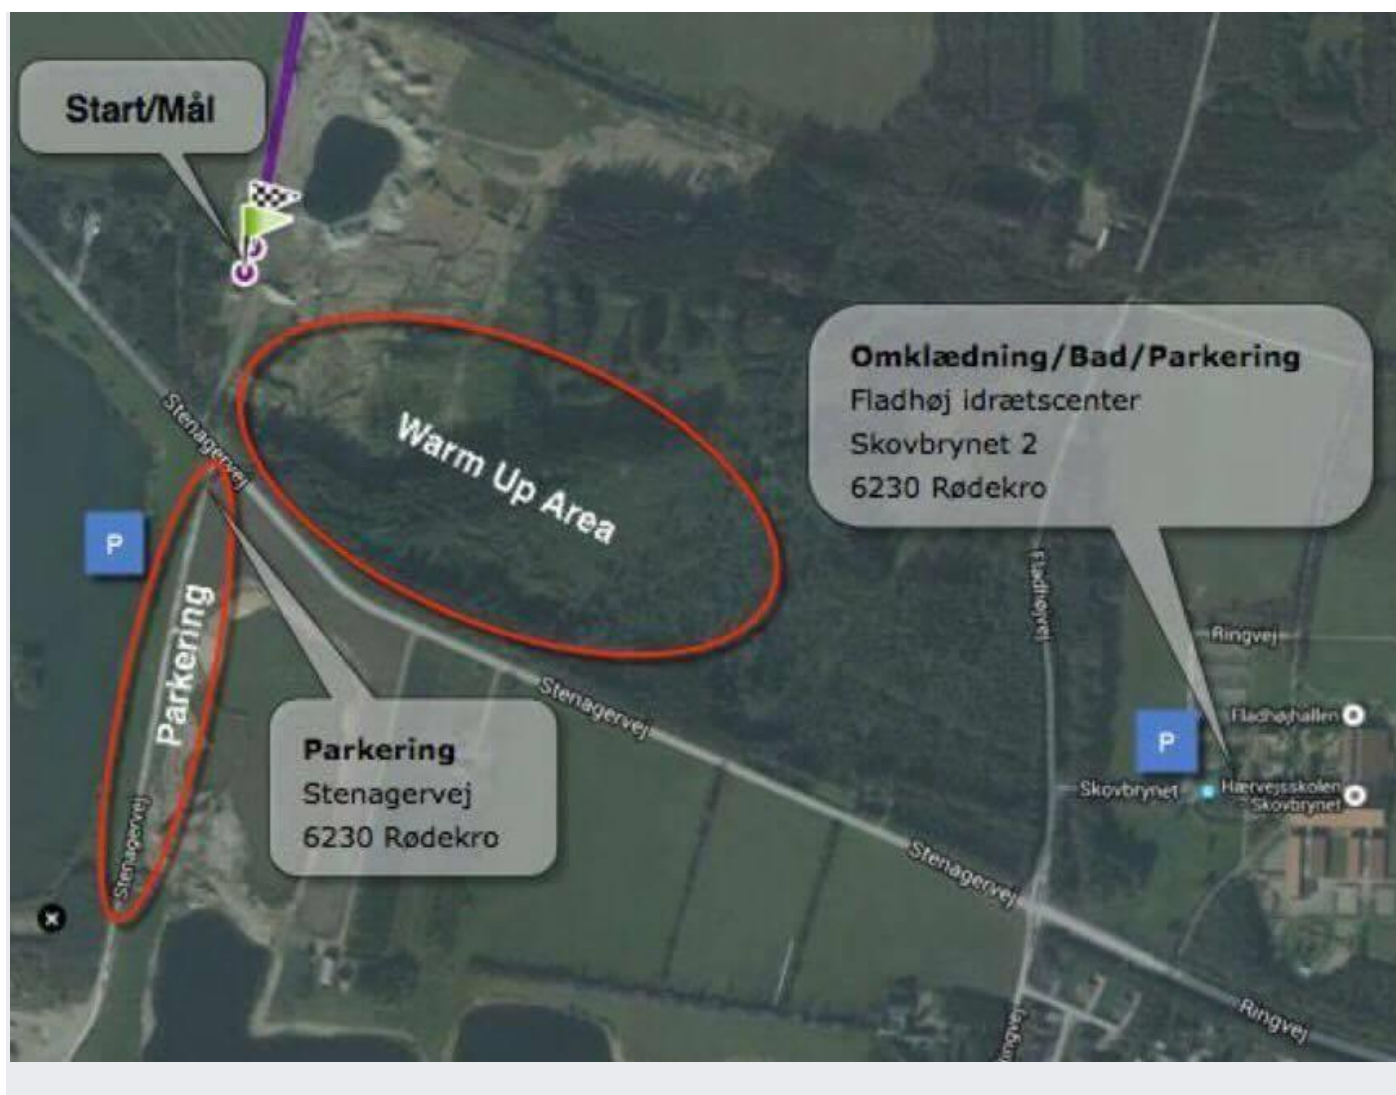 Start/Mål
Omklædning/Bad/Parkering
Fladhøj idrætscenter
Skovbrynet 2
6230 Rødekro
Stenagervej
Warm Up Area
P
Parkering
Fladhøjvej
Ringvej
Stenagervej
Fladhøjhallen
P
Parkering
Stenagervej
6230 Rødekro
Skovbrynet
Hærvejsskolen
Skovbrynet
Stenagervej
Stenagervej
Ringvej